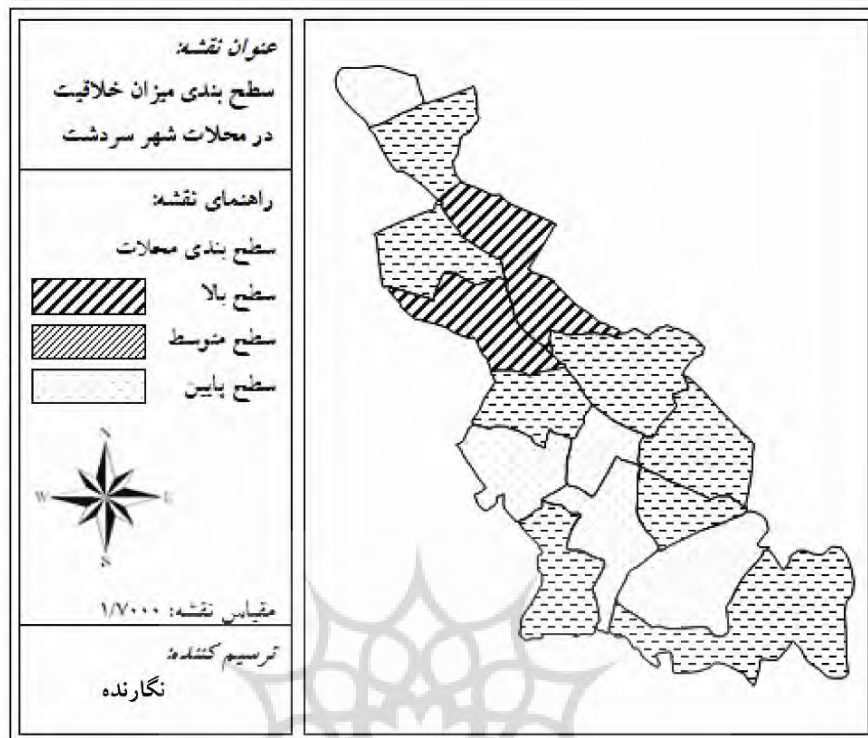 عنوان نقشه:
سطح بندی میزان خلاقیت
در محلات شهر سردشت
راهنمای نقشه:
سطح بندی محلات
سطح بالا
سطح متوسط
سطح پایین
N
W E
S
مقیاس نقشه: ۱/۷۰۰۰
ترسیم کننده:
نگارنده